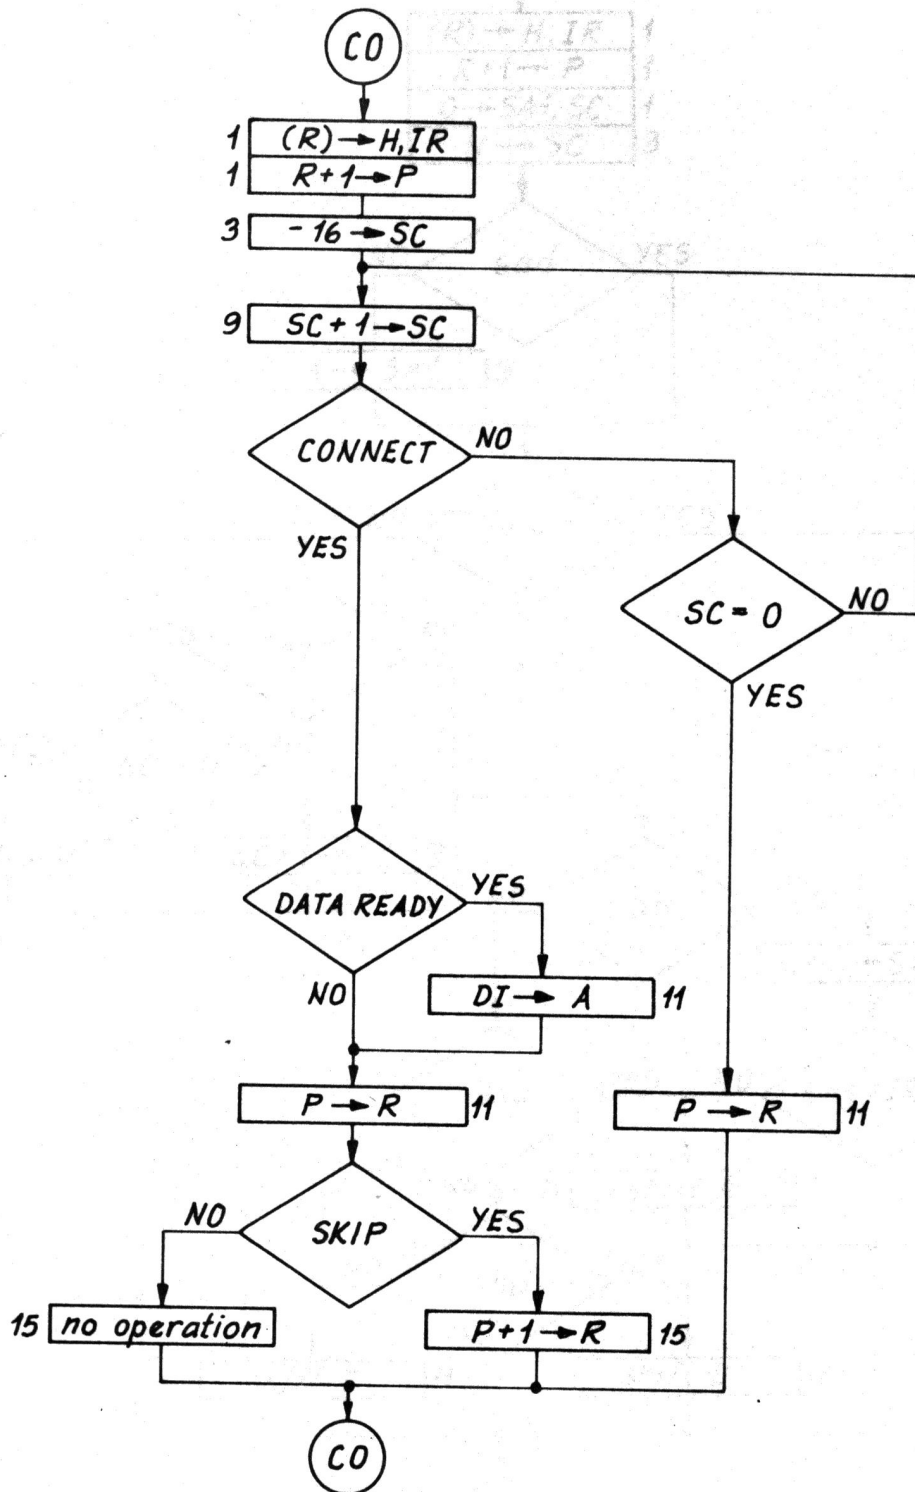 CO
1 (R) → H, IR
1 R+1 → P
3 -16 → SC
9 SC+1 → SC
CONNECT
NO
YES
SC = 0
NO
YES
DATA READY
YES
NO
DI → A 11
P → R 11
P → R 11
SKIP
NO
YES
15 no operation
P+1 → R 15
CO